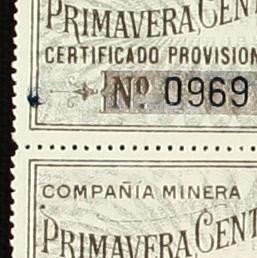 PRIMAVERA, CENT
CERTIFICADO PROVISION
Nº 0969
COMPAÑIA MINERA
PRIMAVERA, CENT